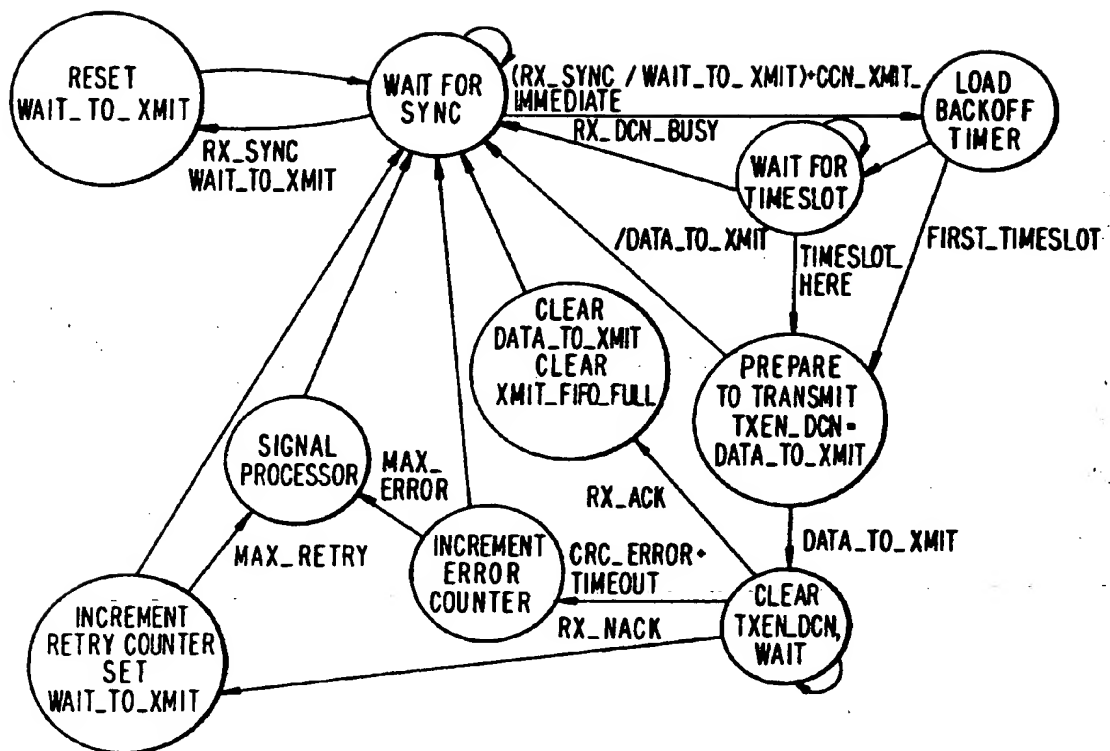 RESET
WAIT_TO_XMIT
WAIT FOR
SYNC
(RX_SYNC / WAIT_TO_XMIT)+CCN_XMIT_
IMMEDIATE
LOAD
BACKOFF
TIMER
RX_SYNC
WAIT_TO_XMIT
RX_DCN_BUSY
WAIT FOR
TIMESLOT
/DATA_TO_XMIT
TIMESLOT_
HERE
FIRST_TIMESLOT
CLEAR
DATA_TO_XMIT
CLEAR
XMIT_FIFO_FULL
PREPARE
TO TRANSMIT
TXEN_DCN=
DATA_TO_XMIT
SIGNAL
PROCESSOR
MAX_
ERROR
RX_ACK
DATA_TO_XMIT
MAX_RETRY
INCREMENT
ERROR
COUNTER
CRC_ERROR+
TIMEOUT
CLEAR
TXEN_DCN,
WAIT
RX_NACK
INCREMENT
RETRY COUNTER
SET
WAIT_TO_XMIT